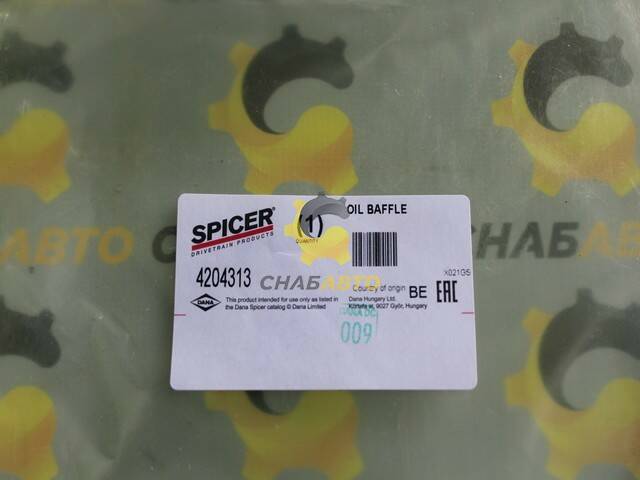 SPICER
DRIVETRAIN PRODUCTS
(1)
QUANTITY
OIL BAFFLE
4204313
X021G5
Country of origin BE EAC
DANA
This product intended for use only as listed in
the Dana Spicer catalog © Dana Limited
Dana Hungary Ltd.
9027 Győr, Hungary
009
СНАБАВТО
АВТО
СНАБ